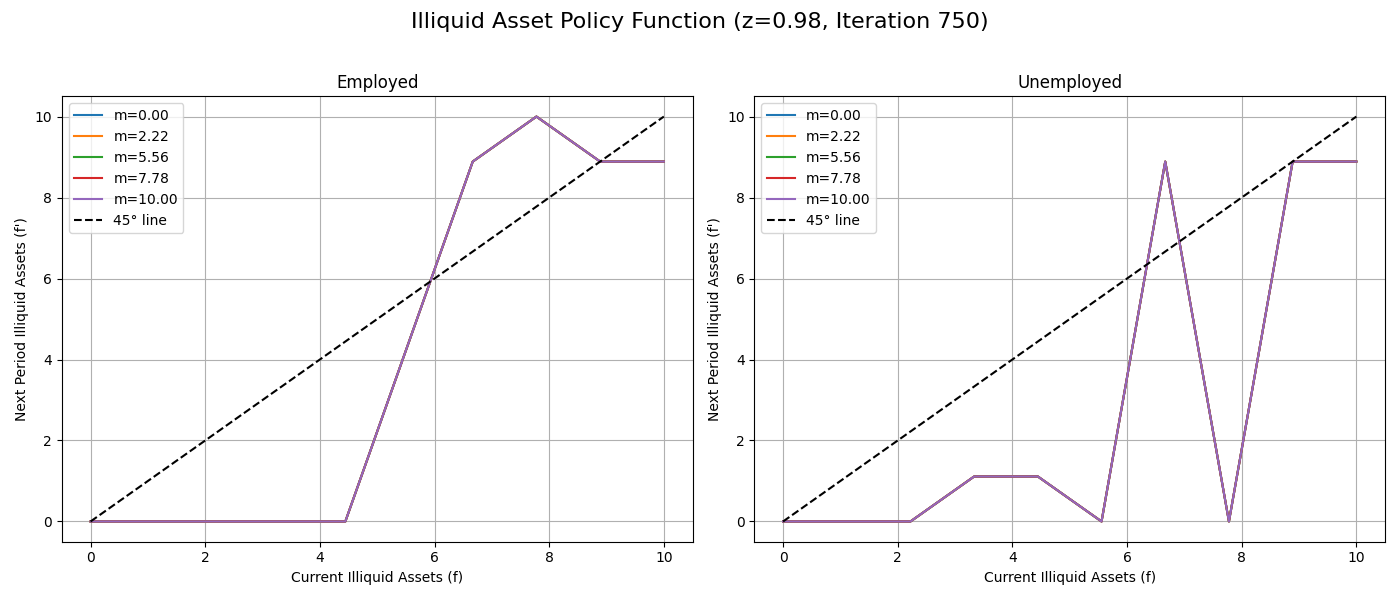 Illiquid Asset Policy Function (z=0.98, Iteration 750)
Employed
m=0.00
m=2.22
m=5.56
m=7.78
m=10.00
45° line
Next Period Illiquid Assets (f')
10
8
6
4
2
0
0 2 4 6 8 10
Current Illiquid Assets (f)
Unemployed
m=0.00
m=2.22
m=5.56
m=7.78
m=10.00
45° line
Next Period Illiquid Assets (f')
10
8
6
4
2
0
0 2 4 6 8 10
Current Illiquid Assets (f)